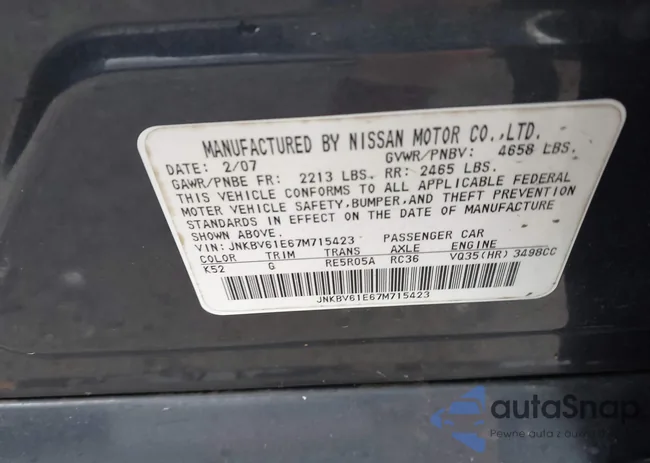 MANUFACTURED BY NISSAN MOTOR CO.,LTD.
DATE: 2/07 GVWR/PNBV: 4658 LBS.
GAWR/PNBE FR: 2213 LBS. RR: 2465 LBS.
THIS VEHICLE CONFORMS TO ALL APPLICABLE FEDERAL
MOTER VEHICLE SAFETY, BUMPER, AND THEFT PREVENTION
STANDARDS IN EFFECT ON THE DATE OF MANUFACTURE
SHOWN ABOVE.
VIN: JNKBV61E67M715423 PASSENGER CAR
COLOR TRIM TRANS AXLE ENGINE
K52 G RE5R05A RC36 VQ35(HR) 3498CC
JNKBV61E67M715423
autaSnap
Pewne auta z